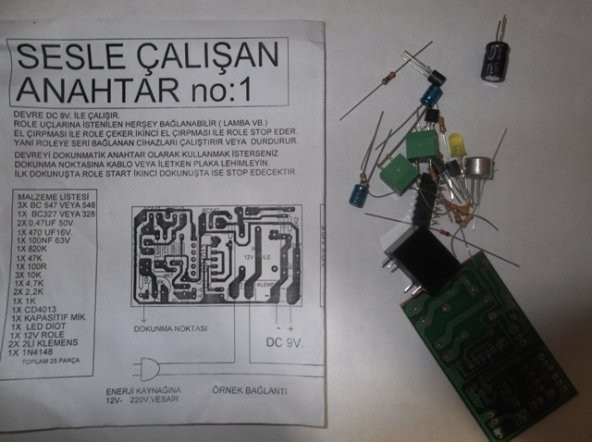 SESLE ÇALIŞAN
ANAHTAR no:1
DEVRE DC 9V. İLE ÇALIŞIR.
ROLE UÇLARINA İSTENİLEN HERŞEY BAĞLANABİLİR ( LAMBA VB.)
EL ÇIRPMASI İLE ROLE ÇEKER.İKİNCİ EL ÇIRPMASI İLE ROLE STOP EDER.
YANİ ROLEYE SERİ BAĞLANAN CİHAZLARI ÇALIŞTIRIR VEYA DURDURUR.
DEVREYİ DOKUNMATİK ANAHTAR OLARAK KULLANMAK İSTERSENİZ
DOKUNMA NOKTASINA KABLO VEYA İLETKEN PLAKA LEHİMLEYİN.
İLK DOKUNUŞTA ROLE START İKİNCİ DOKUNUŞTA İSE STOP EDECEKTİR.
MALZEME LİSTESİ
3X BC 547 VEYA 548
1X BC327 VEYA 328
2X 0.47UF 50V.
1X 470 UF16V.
1X 100NF 63V
1X 820K
1X 47K
1X 100R
3X 10K
1X 4,7K
2X 2,2K
1X 1K
1X CD4013
1X KAPASİTİF MİK.
1X LED DİOT
1X 12V ROLE
2X 2Lİ KLEMENS
1X 1N4148
TOPLAM 25 PARÇA
12V
KLEMENS
DOKUNMA NOKTASI
- +
DC 9V.
ENERJİ KAYNAĞINA
12V- 220V.VESAİR
ÖRNEK BAĞLANTI